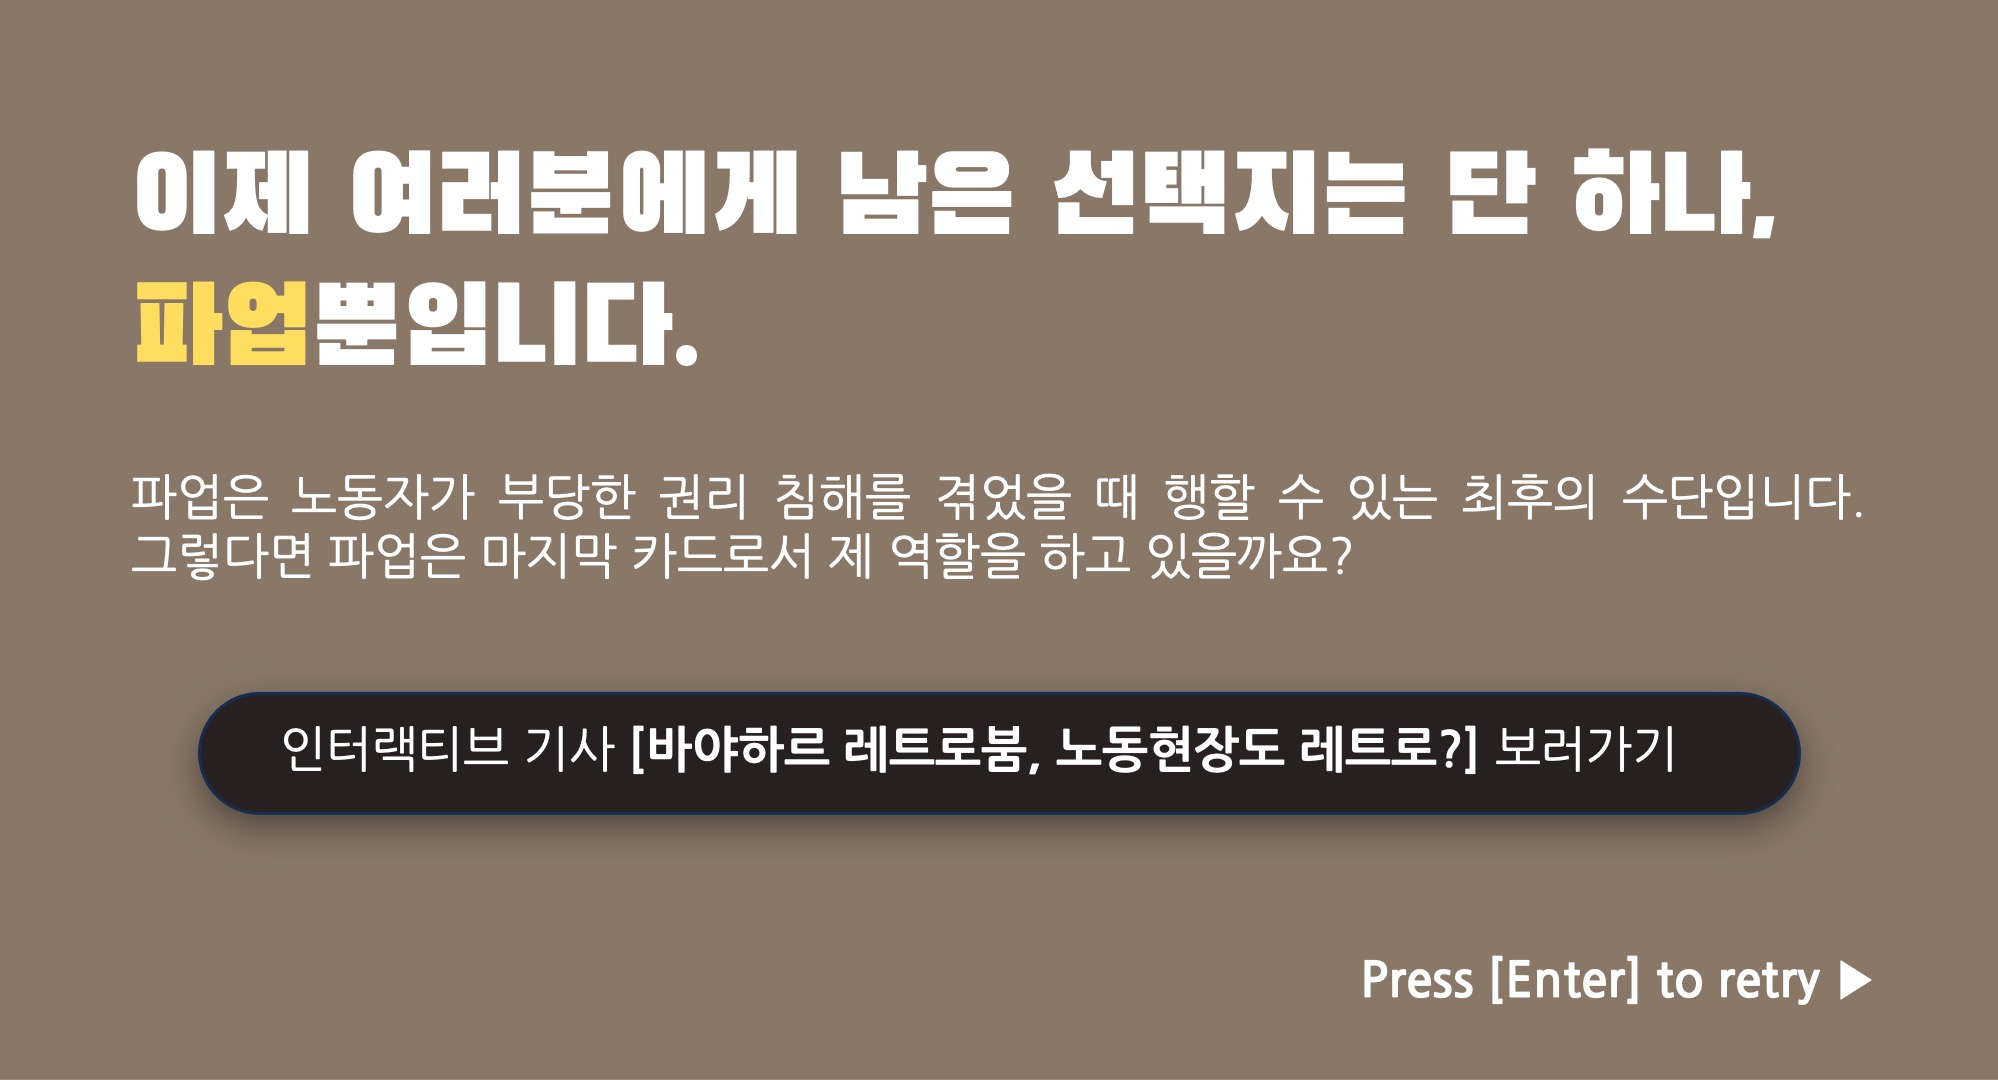 이제 여러분에게 남은 선택지는 단 하나,
파업뿐입니다.
파업은 노동자가 부당한 권리 침해를 겪었을 때 행할 수 있는 최후의 수단입니다.
그렇다면 파업은 마지막 카드로서 제 역할을 하고 있을까요?
인터랙티브 기사 [바야하르 레트로붐, 노동현장도 레트로?] 보러가기
Press [Enter] to retry ▶